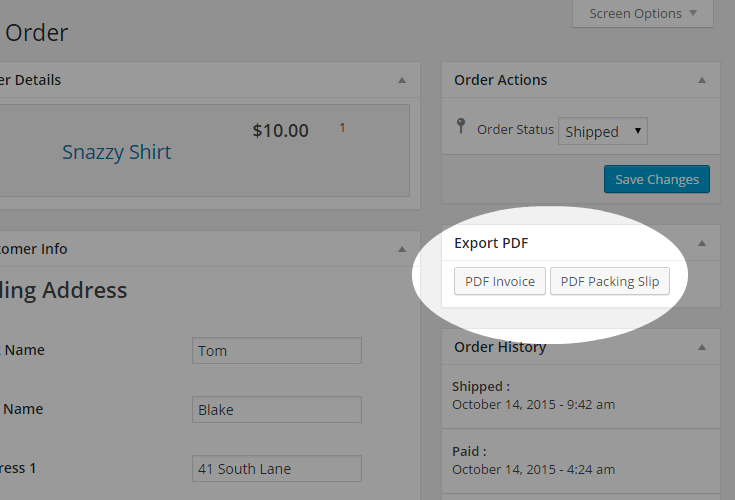 Order
Screen Options
er Details
$10.00
1
Snazzy Shirt
Order Actions
Order Status
Shipped
Save Changes
Export PDF
PDF Invoice
PDF Packing Slip
omer Info
ling Address
t Name
Tom
Name
Blake
ress 1
41 South Lane
Order History
Shipped :
October 14, 2015 - 9:42 am
Paid :
October 14, 2015 - 4:24 am